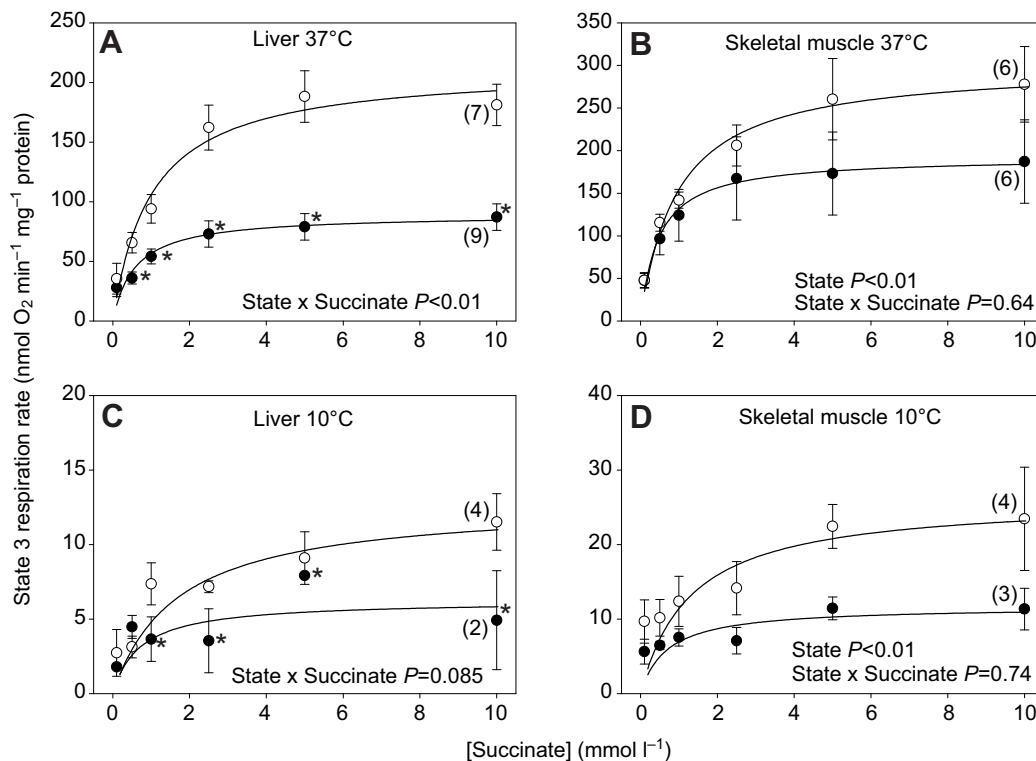 A
Liver 37°C
250
200
150
100
50
0
(7)
(9)
*
*
*
*
*
State x Succinate P<0.01
0 2 4 6 8 10
B
Skeletal muscle 37°C
350
300
250
200
150
100
50
0
(6)
(6)
State P<0.01
State x Succinate P=0.64
0 2 4 6 8 10
C
Liver 10°C
20
15
10
5
0
(4)
(2)
*
*
*
*
State x Succinate P=0.085
0 2 4 6 8 10
D
Skeletal muscle 10°C
40
30
20
10
0
(4)
(3)
State P<0.01
State x Succinate P=0.74
0 2 4 6 8 10
State 3 respiration rate (nmol O₂ min⁻¹ mg⁻¹ protein)
[Succinate] (mmol l⁻¹)